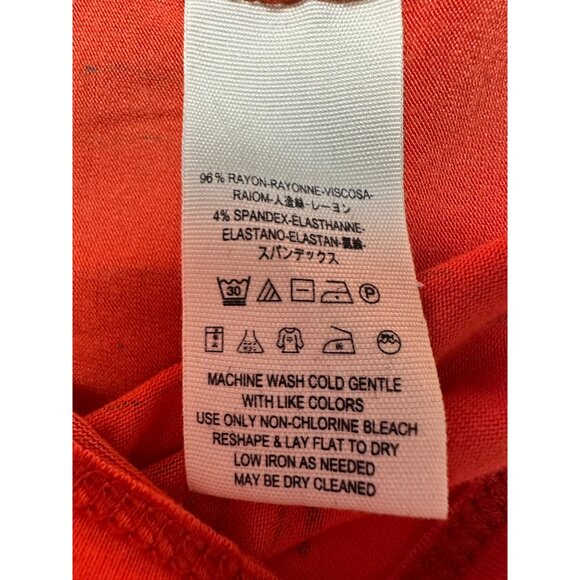 96 % RAYON-RAYONNE-VISCOSA-
RAIOM-人造絲-レーヨン
4% SPANDEX-ELASTHANNE-
ELASTANO-ELASTAN-氨綸-
スパンデックス
30 P
MACHINE WASH COLD GENTLE
WITH LIKE COLORS
USE ONLY NON-CHLORINE BLEACH
RESHAPE & LAY FLAT TO DRY
LOW IRON AS NEEDED
MAY BE DRY CLEANED